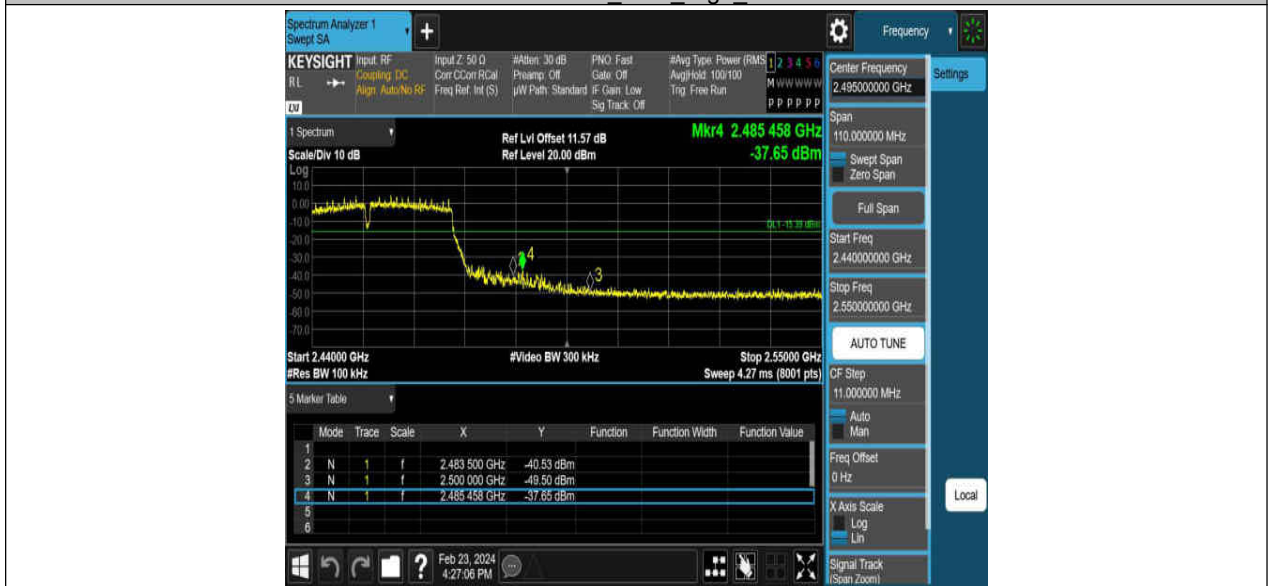 Spectrum Analyzer 1
Swept SA
+
Frequency
KEYSIGHT
RL
LXI
Input: RF
Coupling: DC
Align: Auto/No RF
Input Z: 50 Ω
Corr CCorr RCal
Freq Ref: Int (S)
#Atten: 30 dB
Preamp: Off
µW Path: Standard
PNO: Fast
Gate: Off
IF Gain: Low
Sig Track: Off
#Avg Type: Power (RMS
Avg|Hold: 100/100
Trig: Free Run
1 2 3 4 5 6
M W W W W W
P P P P P P
1 Spectrum
Scale/Div 10 dB
Ref Lvl Offset 11.57 dB
Ref Level 20.00 dBm
Mkr4 2.485 458 GHz
-37.65 dBm
Log
10.0
0.00
-10.0
-20.0
-30.0
-40.0
-50.0
-60.0
-70.0
DL1 -15.39 dBm
4
3
Start 2.44000 GHz
#Res BW 100 kHz
#Video BW 300 kHz
Stop 2.55000 GHz
Sweep 4.27 ms (8001 pts)
5 Marker Table
Mode Trace Scale X Y Function Function Width Function Value
1
2 N 1 f 2.483 500 GHz -40.53 dBm
3 N 1 f 2.500 000 GHz -49.50 dBm
4 N 1 f 2.485 458 GHz -37.65 dBm
5
6
Feb 23, 2024
4:27:06 PM
Center Frequency
2.495000000 GHz
Settings
Span
110.000000 MHz
Swept Span
Zero Span
Full Span
Start Freq
2.440000000 GHz
Stop Freq
2.550000000 GHz
AUTO TUNE
CF Step
11.000000 MHz
Auto
Man
Freq Offset
0 Hz
X Axis Scale
Log
Lin
Local
Signal Track
(Span Zoom)